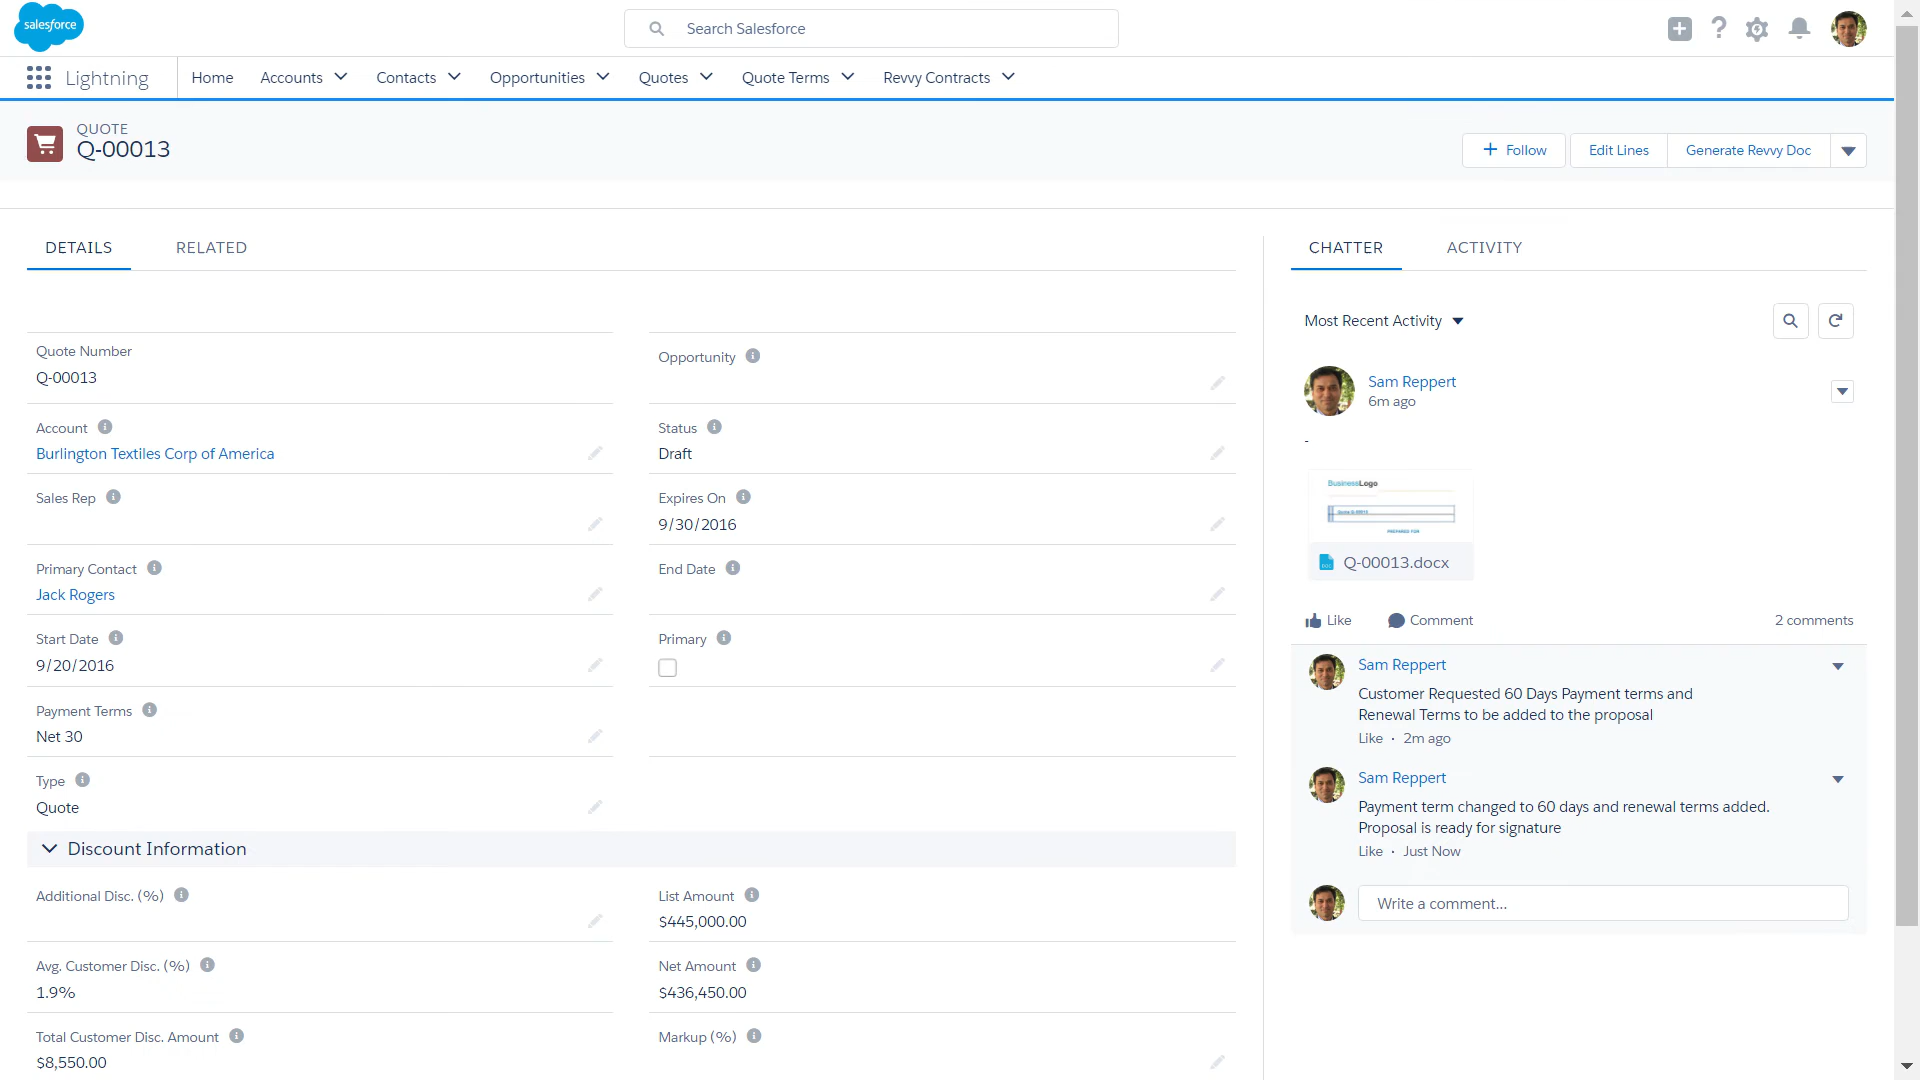 salesforce
Search Salesforce
Lightning
Home
Accounts
Contacts
Opportunities
Quotes
Quote Terms
Revvy Contracts
QUOTE
Q-00013
Follow
Edit Lines
Generate Revvy Doc
DETAILS
RELATED
Quote Number
Q-00013
Opportunity
Account
Burlington Textiles Corp of America
Status
Draft
Sales Rep
Expires On
9/30/2016
Primary Contact
Jack Rogers
End Date
Start Date
9/20/2016
Primary
Payment Terms
Net 30
Type
Quote
Discount Information
Additional Disc. (%)
List Amount
$445,000.00
Avg. Customer Disc. (%)
1.9%
Net Amount
$436,450.00
Total Customer Disc. Amount
$8,550.00
Markup (%)
CHATTER
ACTIVITY
Most Recent Activity
Sam Reppert
6m ago
-
BusinessLogo
Quote Q-00013
PREPARED FOR
DOC
Q-00013.docx
Like
Comment
2 comments
Sam Reppert
Customer Requested 60 Days Payment terms and
Renewal Terms to be added to the proposal
Like · 2m ago
Sam Reppert
Payment term changed to 60 days and renewal terms added.
Proposal is ready for signature
Like · Just Now
Write a comment...